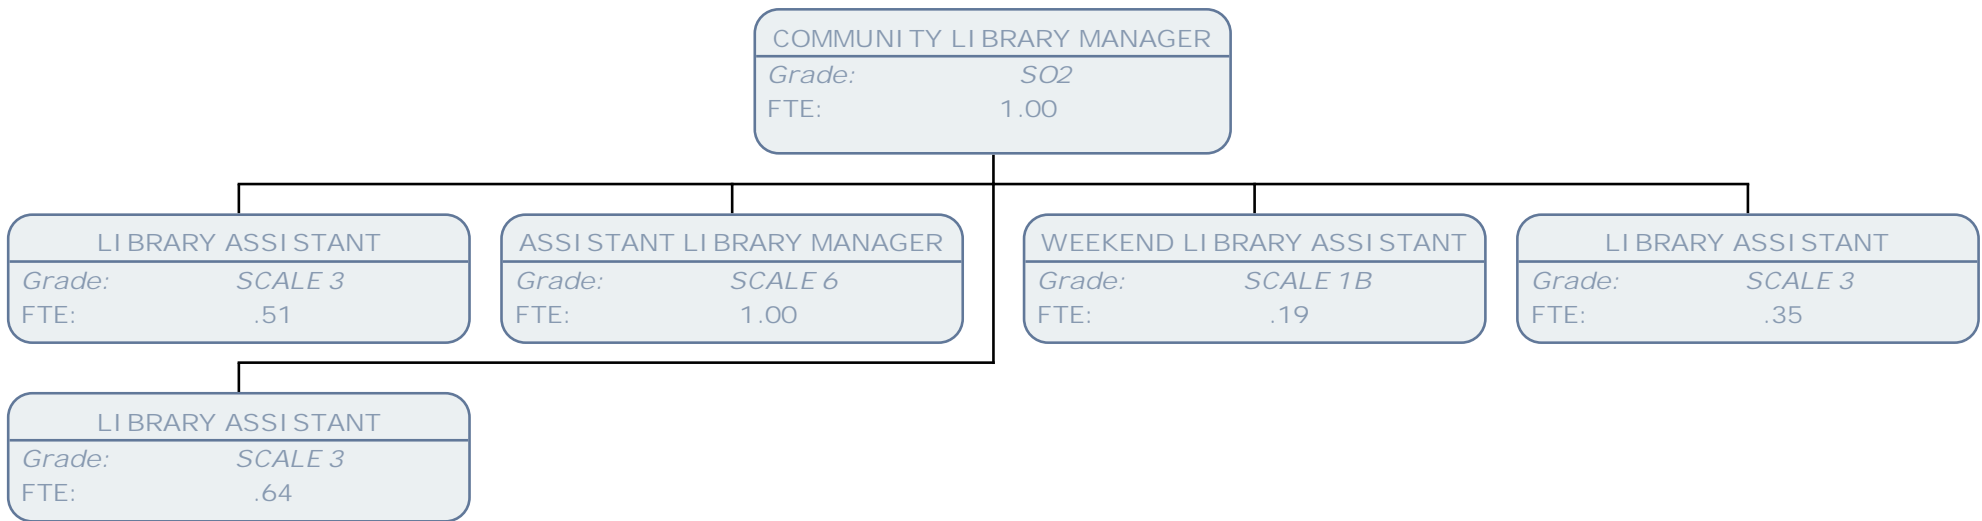 COMMUNITY LIBRARY MANAGER
Grade: SO2
FTE: 1.00
LIBRARY ASSISTANT
Grade: SCALE 3
FTE: .51
ASSISTANT LIBRARY MANAGER
Grade: SCALE 6
FTE: 1.00
WEEKEND LIBRARY ASSISTANT
Grade: SCALE 1B
FTE: .19
LIBRARY ASSISTANT
Grade: SCALE 3
FTE: .35
LIBRARY ASSISTANT
Grade: SCALE 3
FTE: .64